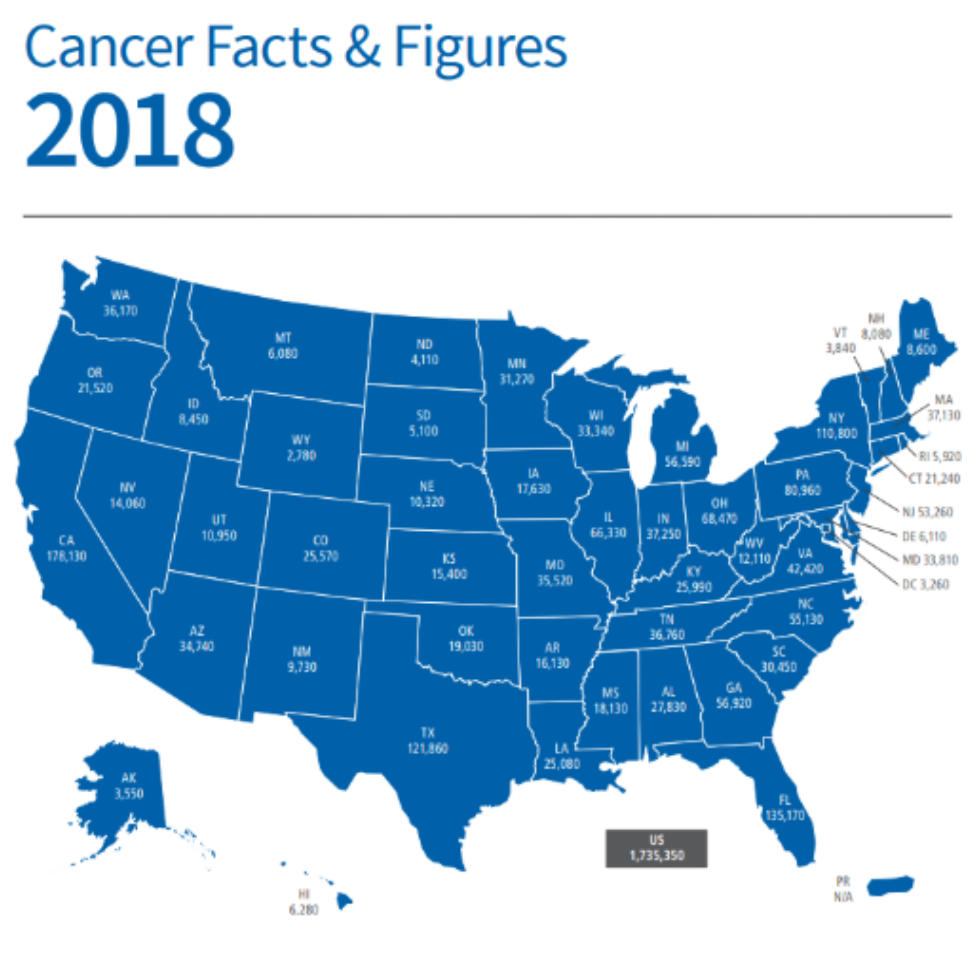 Cancer Facts & Figures
2018
WA
36,170
MT
6,080
ND
4,110
MN
31,270
VT
3,840
NH
8,080
ME
8,600
OR
21,520
ID
8,450
SD
5,100
WI
33,340
MI
56,590
NY
110,800
MA
37,130
RI 5,920
CT 21,240
WY
2,780
IA
17,630
NE
10,320
PA
80,960
NJ 53,260
NV
14,060
UT
10,950
CO
25,570
IL
66,330
IN
37,250
OH
68,470
DE 6,110
MD 33,810
DC 3,260
CA
178,130
KS
15,400
MO
35,520
KY
25,990
WV
12,110
VA
42,420
AZ
34,740
NM
9,730
OK
19,030
AR
16,130
TN
36,760
NC
55,130
SC
30,450
TX
121,860
LA
25,080
MS
18,130
AL
27,830
GA
56,920
AK
3,550
FL
135,170
US
1,735,350
HI
6.280
PR
N/A